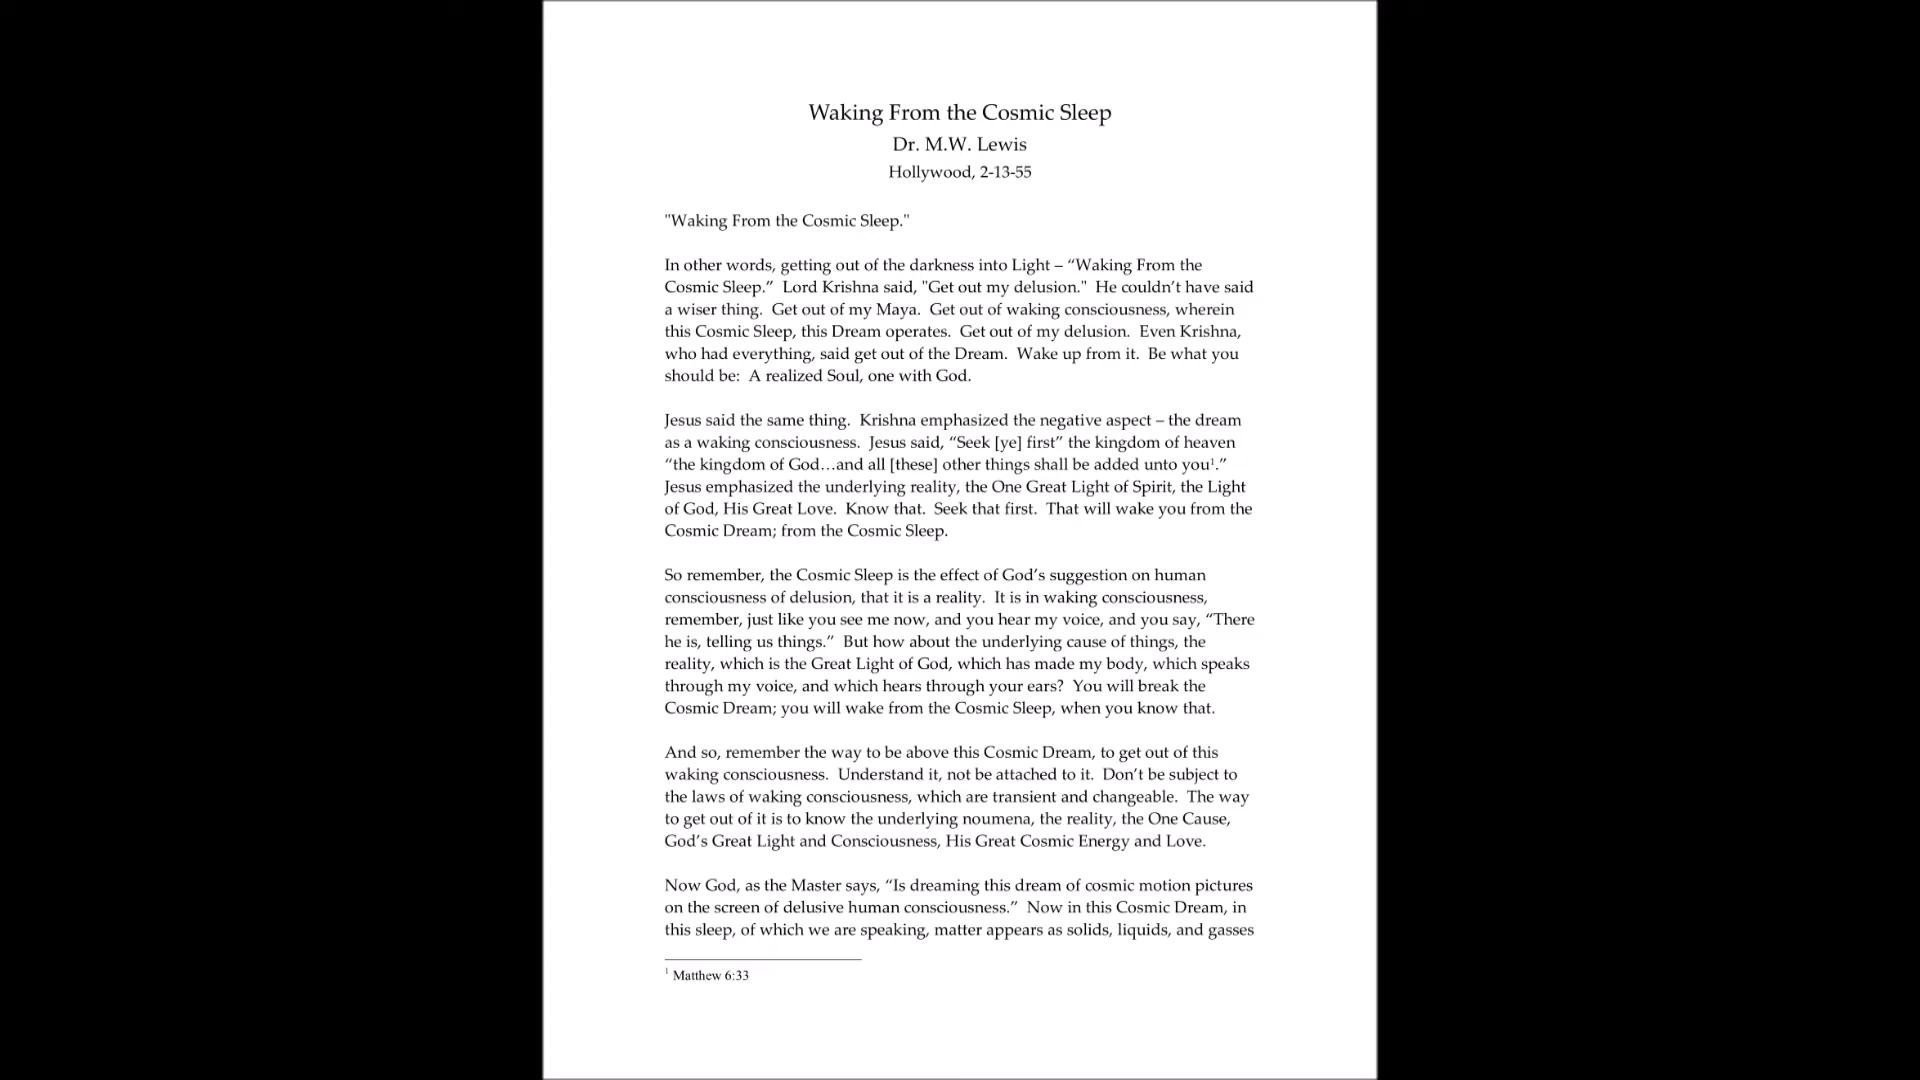 Waking From the Cosmic Sleep
Dr. M.W. Lewis
Hollywood, 2-13-55
"Waking From the Cosmic Sleep."
In other words, getting out of the darkness into Light – “Waking From the
Cosmic Sleep.”  Lord Krishna said, "Get out my delusion."  He couldn’t have said
a wiser thing.  Get out of my Maya.  Get out of waking consciousness, wherein
this Cosmic Sleep, this Dream operates.  Get out of my delusion.  Even Krishna,
who had everything, said get out of the Dream.  Wake up from it.  Be what you
should be:  A realized Soul, one with God.
Jesus said the same thing.  Krishna emphasized the negative aspect – the dream
as a waking consciousness.  Jesus said, “Seek [ye] first” the kingdom of heaven
“the kingdom of God…and all [these] other things shall be added unto you¹.”
Jesus emphasized the underlying reality, the One Great Light of Spirit, the Light
of God, His Great Love.  Know that.  Seek that first.  That will wake you from the
Cosmic Dream; from the Cosmic Sleep.
So remember, the Cosmic Sleep is the effect of God’s suggestion on human
consciousness of delusion, that it is a reality.  It is in waking consciousness,
remember, just like you see me now, and you hear my voice, and you say, “There
he is, telling us things.”  But how about the underlying cause of things, the
reality, which is the Great Light of God, which has made my body, which speaks
through my voice, and which hears through your ears?  You will break the
Cosmic Dream; you will wake from the Cosmic Sleep, when you know that.
And so, remember the way to be above this Cosmic Dream, to get out of this
waking consciousness.  Understand it, not be attached to it.  Don’t be subject to
the laws of waking consciousness, which are transient and changeable.  The way
to get out of it is to know the underlying noumena, the reality, the One Cause,
God’s Great Light and Consciousness, His Great Cosmic Energy and Love.
Now God, as the Master says, “Is dreaming this dream of cosmic motion pictures
on the screen of delusive human consciousness.”  Now in this Cosmic Dream, in
this sleep, of which we are speaking, matter appears as solids, liquids, and gasses
¹ Matthew 6:33